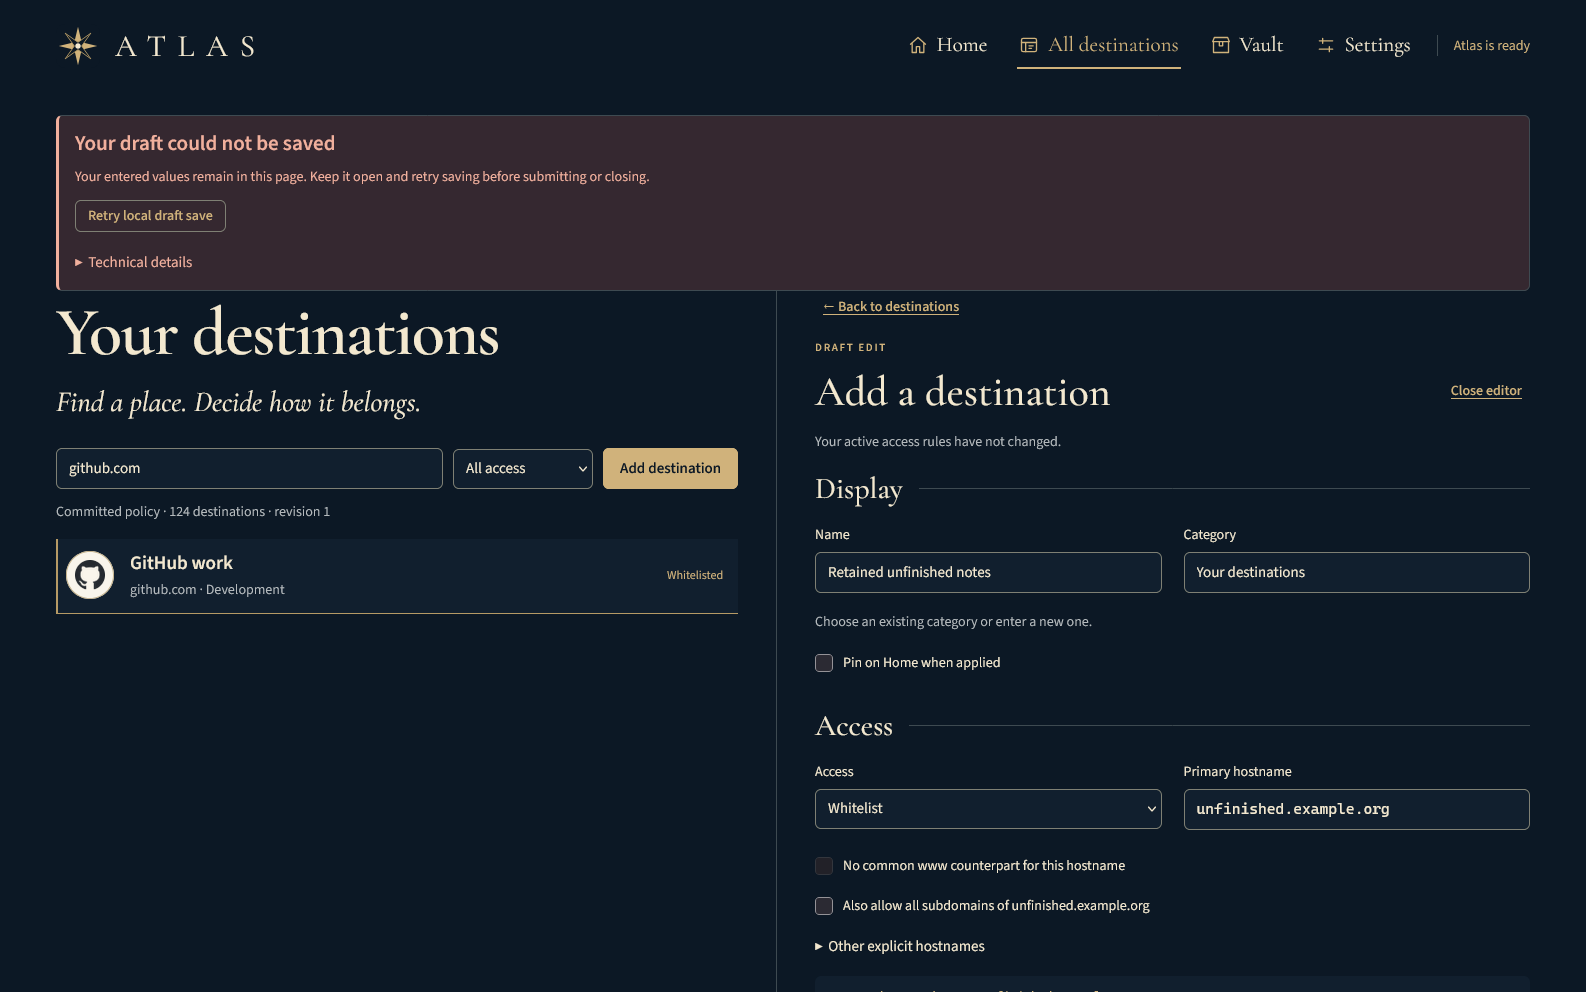 ATLAS
Home
All destinations
Vault
Settings
Atlas is ready
Your draft could not be saved
Your entered values remain in this page. Keep it open and retry saving before submitting or closing.
Retry local draft save
▸ Technical details
Your destinations
Find a place. Decide how it belongs.
github.com
All access
Add destination
Committed policy · 124 destinations · revision 1
GitHub work
github.com · Development
Whitelisted
← Back to destinations
DRAFT EDIT
Add a destination
Close editor
Your active access rules have not changed.
Display
Name
Category
Retained unfinished notes
Your destinations
Choose an existing category or enter a new one.
Pin on Home when applied
Access
Access
Primary hostname
Whitelist
unfinished.example.org
No common www counterpart for this hostname
Also allow all subdomains of unfinished.example.org
▸ Other explicit hostnames